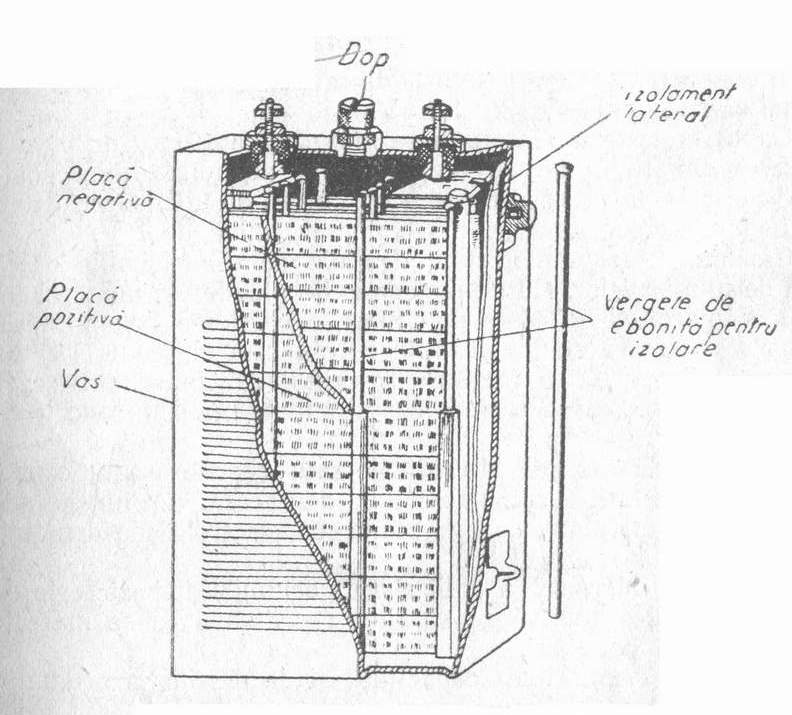 Dop
izolament
lateral
Placă
negativă
Placă
pozitivă
Vas
Vergele de
ebonită pentru
izolare